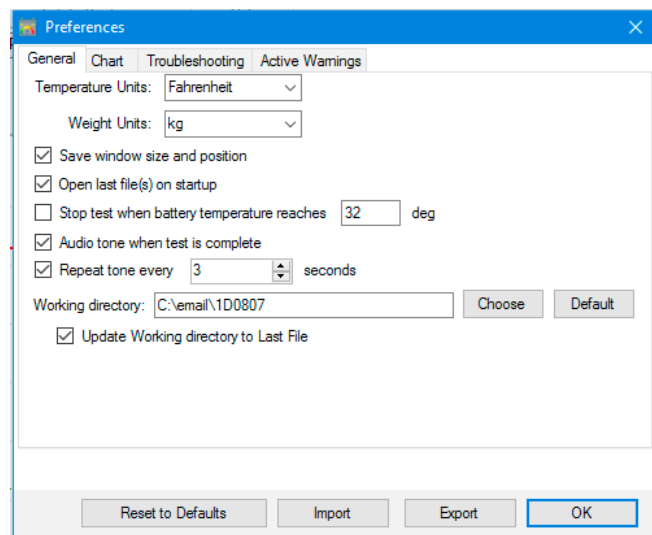 Preferences
General Chart Troubleshooting Active Warnings
Temperature Units: Fahrenheit
Weight Units: kg
Save window size and position
Open last file(s) on startup
Stop test when battery temperature reaches 32 deg
Audio tone when test is complete
Repeat tone every 3 seconds
Working directory: C:\email\1D0807 Choose Default
Update Working directory to Last File
Reset to Defaults Import Export OK